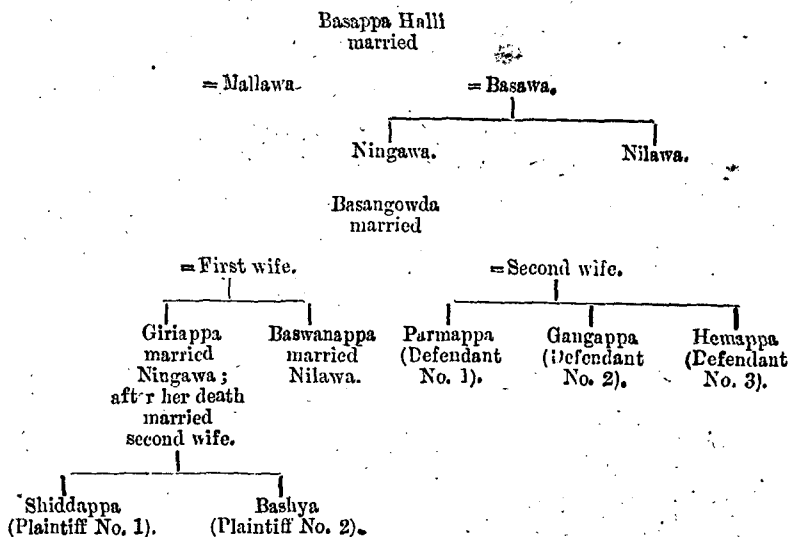 Basappa Halli
married
= Mallawa. = Basawa.
Ningawa. Nilawa.
Basangowda
married
= First wife. = Second wife.
Giriappa Baswanappa Parmappa Gangappa Hemappa
married married (Defendant (Defendant (Defendant
Ningawa; Nilawa. No. 1). No. 2). No. 3).
after her death
married
second wife.
Shiddappa Bashya
(Plaintiff No. 1). (Plaintiff No. 2).